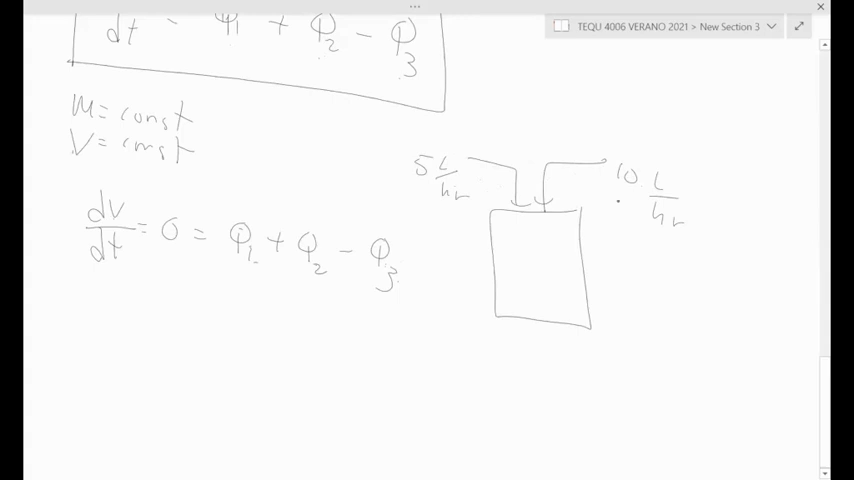 TEQU 4006 VERANO 2021 > New Section 3
dt - φ1 + φ2 - φ3
M = const
V = const
dV/dt = 0 = φ1 + φ2 - φ3
5 L/hr
10 L/hr